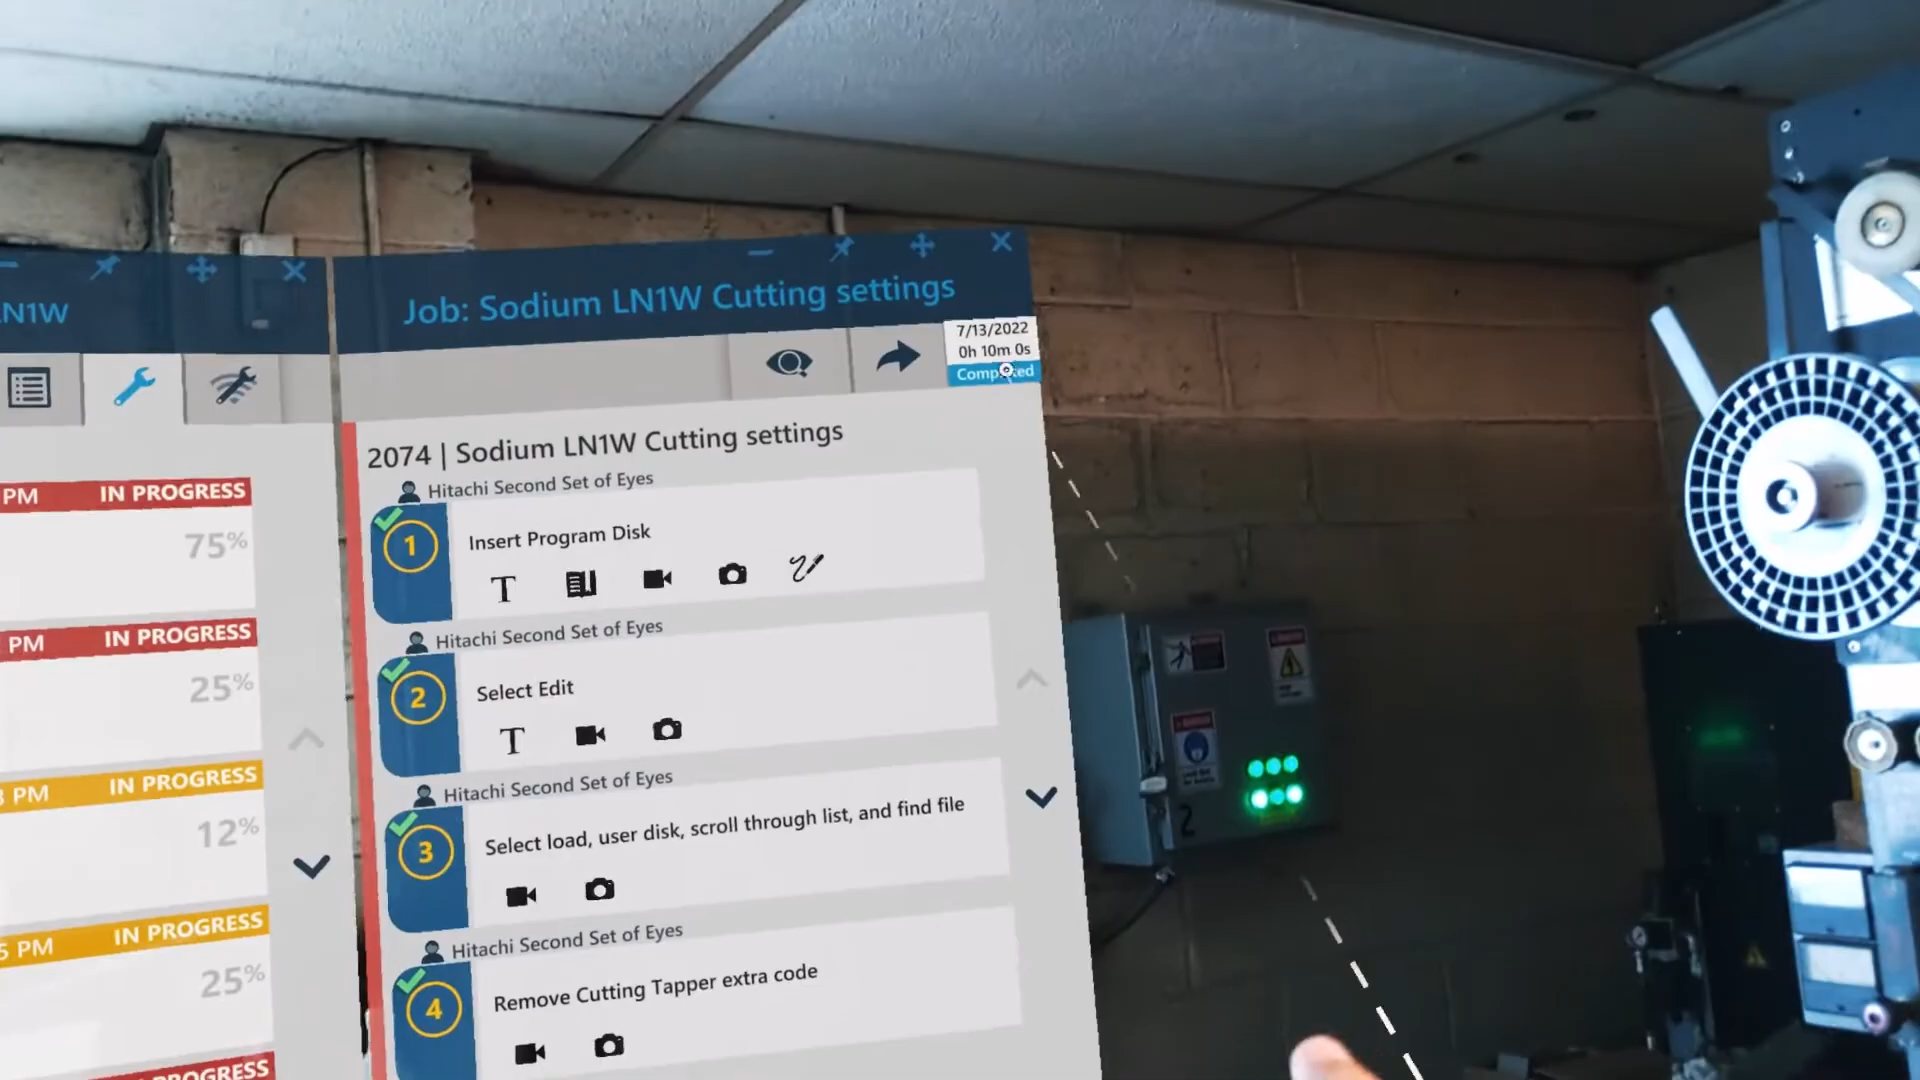 LN1W
PM IN PROGRESS
75%
PM IN PROGRESS
25%
PM IN PROGRESS
12%
5 PM IN PROGRESS
25%
PROGRESS
Job: Sodium LN1W Cutting settings
7/13/2022
0h 10m 0s
Completed
2074 | Sodium LN1W Cutting settings
Hitachi Second Set of Eyes
1
Insert Program Disk
T
Hitachi Second Set of Eyes
2
Select Edit
T
Hitachi Second Set of Eyes
3
Select load, user disk, scroll through list, and find file
Hitachi Second Set of Eyes
4
Remove Cutting Tapper extra code
2